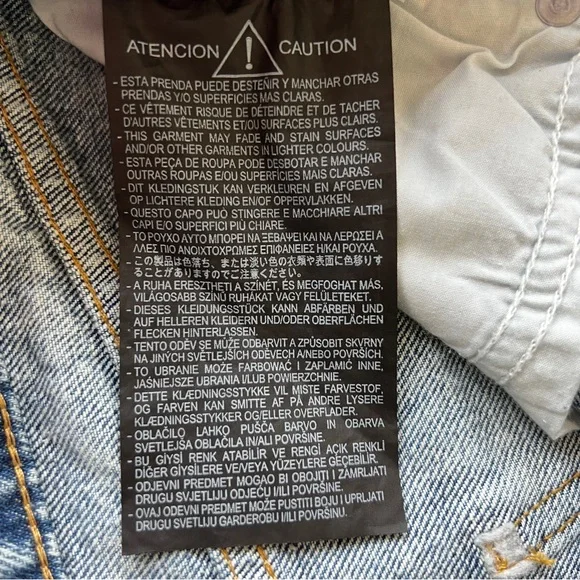 ATENCION ! CAUTION
- ESTA PRENDA PUEDE DESTEÑIR Y MANCHAR OTRAS
PRENDAS Y/O SUPERFICIES MAS CLARAS.
- CE VÊTEMENT RISQUE DE DÉTEINDRE ET DE TACHER
D'AUTRES VÊTEMENTS ET/OU SURFACES PLUS CLAIRS.
- THIS GARMENT MAY FADE AND STAIN SURFACES
AND/OR OTHER GARMENTS IN LIGHTER COLOURS.
- ESTA PEÇA DE ROUPA PODE DESBOTAR E MANCHAR
OUTRAS ROUPAS E/OU SUPERFÍCIES MAIS CLARAS.
- DIT KLEDINGSTUK KAN VERKLEUREN EN AFGEVEN
OP LICHTERE KLEDING EN/OF OPPERVLAKKEN.
- QUESTO CAPO PUÒ STINGERE E MACCHIARE ALTRI
CAPI E/O SUPERFICI PIÙ CHIARE.
- ΤΟ ΡΟΥΧΟ ΑΥΤΟ ΜΠΟΡΕΙ ΝΑ ΞΕΒΑΨΕΙ ΚΑΙ ΝΑ ΛΕΡΩΣΕΙ Α
ΛΛΕΣ ΠΙΟ ΑΝΟΙΧΤΟΧΡΩΜΕΣ ΕΠΙΦΑΝΕΙΕΣ Η/ΚΑΙ ΡΟΥΧΑ.
- この製品は色落ち、または淡い色の衣類や表面に色移りす
ることがありますのでご注意ください。
- A RUHA ERESZTHETI A SZÍNÉT, ÉS MEGFOGHAT MÁS,
VILÁGOSABB SZÍNŰ RUHÁKAT VAGY FELÜLETEKET.
- DIESES KLEIDUNGSSTÜCK KANN ABFÄRBEN UND
AUF HELLEREN KLEIDERN UND/ODER OBERFLÄCHEN
FLECKEN HINTERLASSEN.
- TENTO ODĚV SE MŮŽE ODBARVIT A ZPŮSOBIT SKVRNY
NA JINÝCH SVĚTLEJŠÍCH ODĚVECH A/NEBO POVRŠÍCH.
- TO UBRANIE MOŻE FARBOWAĆ I ZAPLAMIĆ INNE,
JAŚNIEJSZE UBRANIA I/LUB POWIERZCHNIE.
- DETTE KLÆDNINGSSTYKKE VIL MISTE FARVESTOF,
OG FARVEN KAN SMITTE AF PÅ ANDRE LYSERE
KLÆDNINGSSTYKKER OG/ELLER OVERFLADER.
- OBLAČILO LAHKO PUŠČA BARVO IN OBARVA
SVETLEJŠA OBLAČILA IN/ALI POVRŠINE.
- BU GİYSİ RENK ATABİLİR VE RENGİ AÇIK RENKLİ
DİĞER GİYSİLERE VE/VEYA YÜZEYLERE GEÇEBİLİR.
- ODJEVNI PREDMET MOGAO BI OBOJITI I ZAMRLJATI
DRUGU SVJETLIJU ODJEĆU I/ILI POVRŠINE.
- OVAJ ODEVNI PREDMET MOŽE PUSTITI BOJU I UPRLJATI
DRUGU SVETLIJU GARDEROBU I/ILI POVRŠINE.